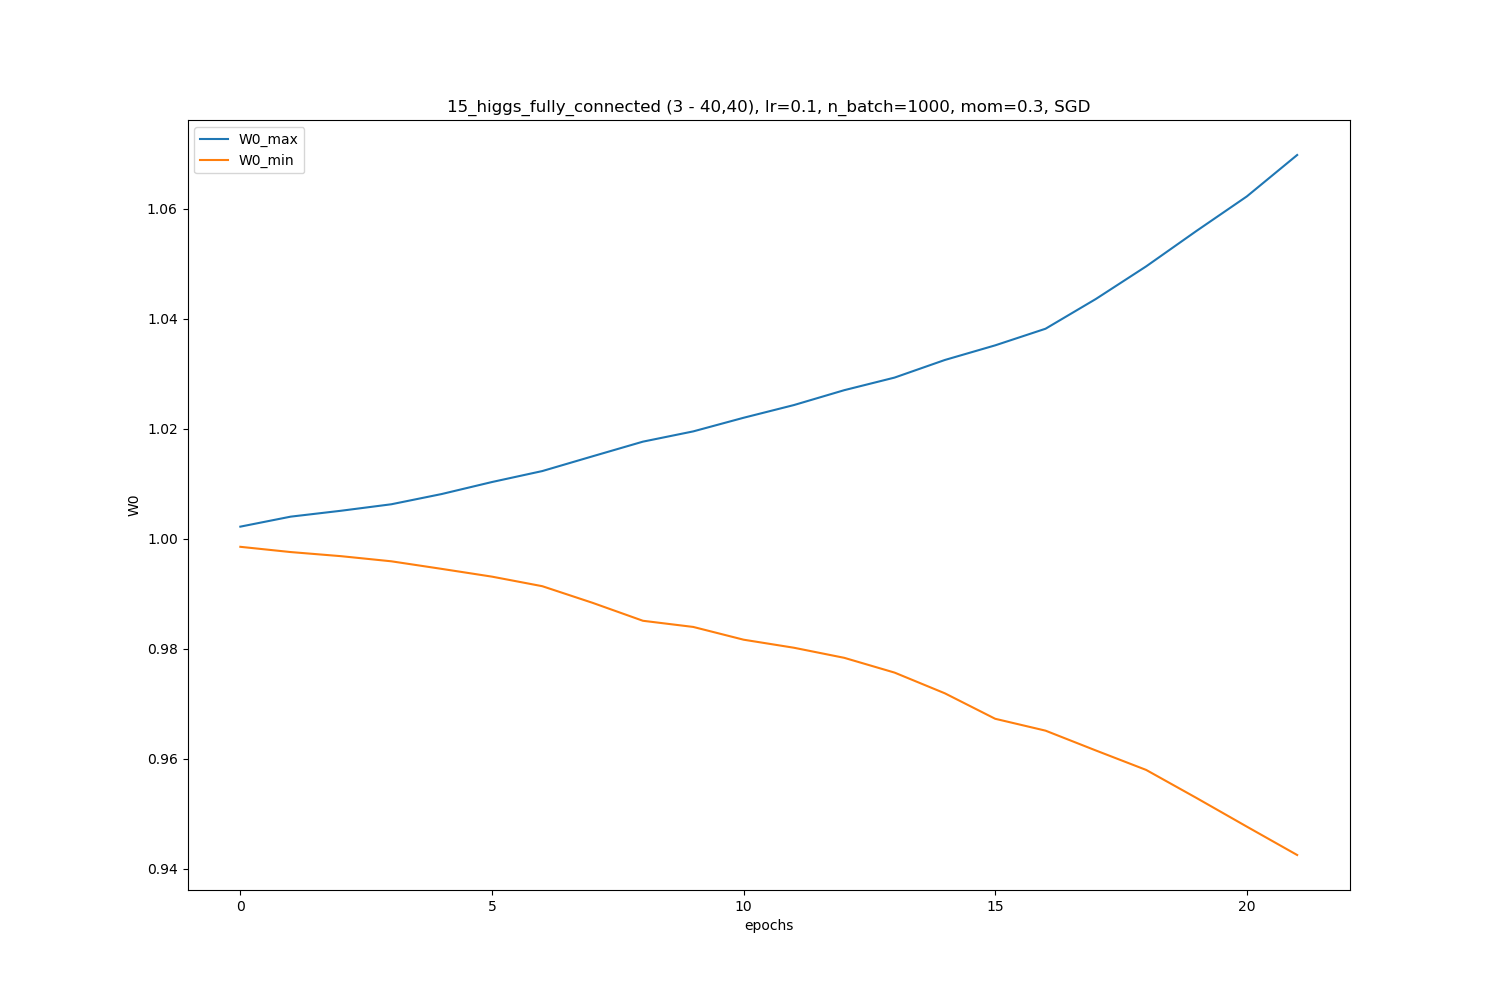 15_higgs_fully_connected (3 - 40,40), lr=0.1, n_batch=1000, mom=0.3, SGD
W0_max
W0_min
1.06
1.04
1.02
1.00
0.98
0.96
0.94
W0
0 5 10 15 20
epochs